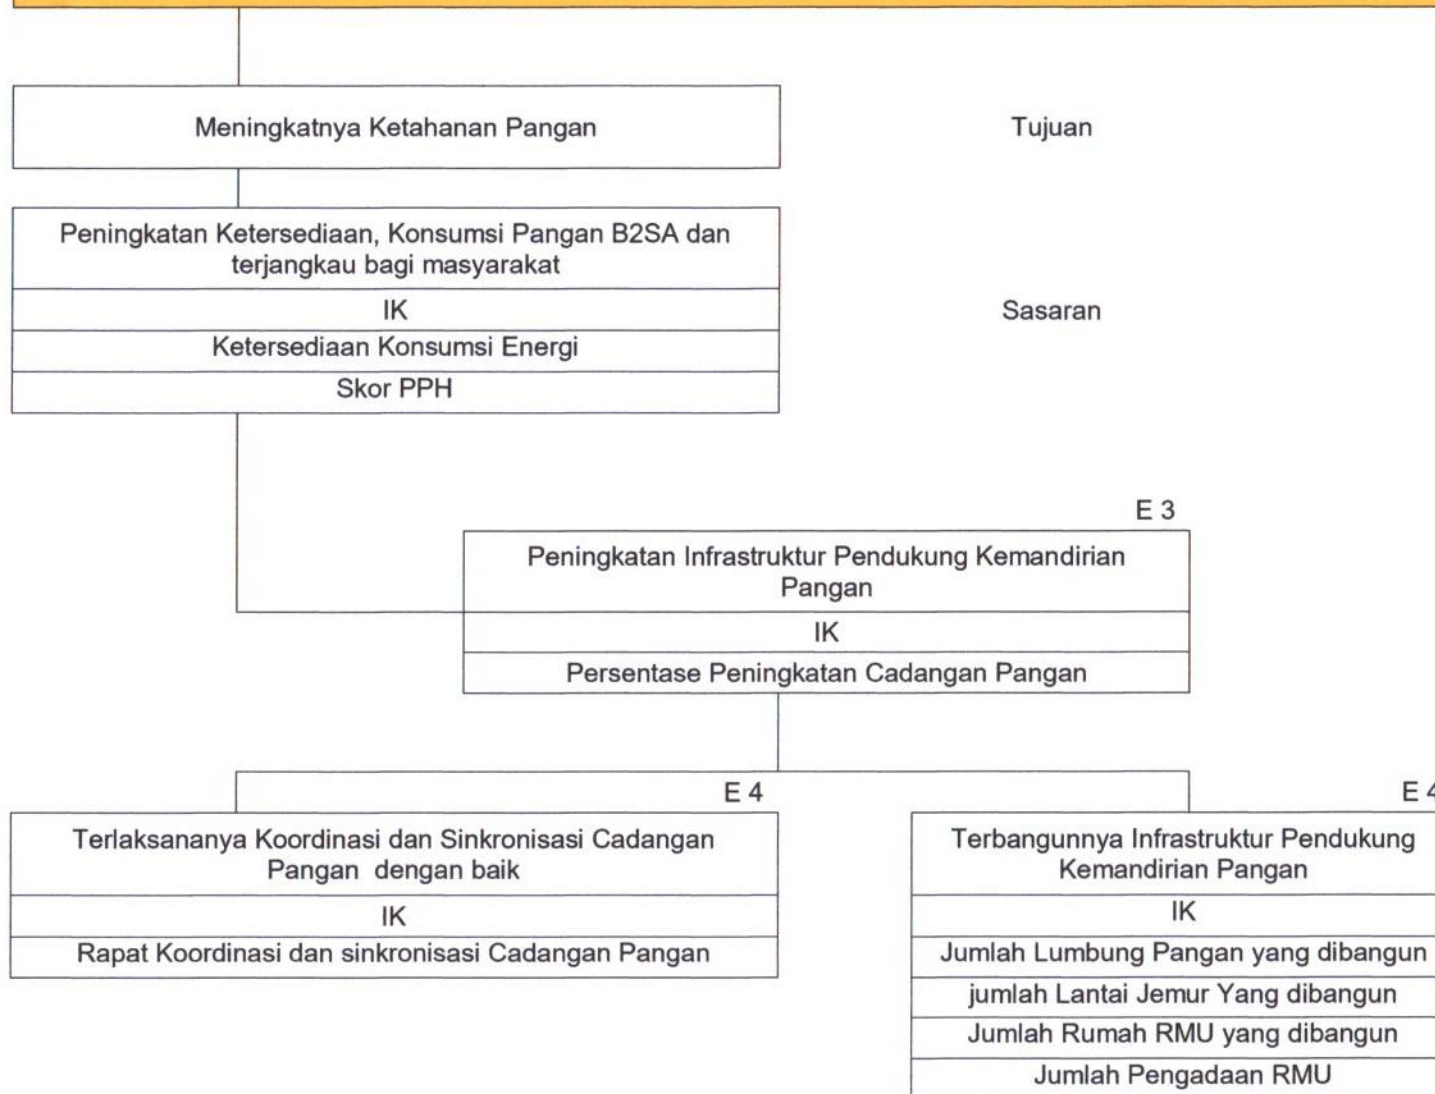 Meningkatnya Ketahanan Pangan
Tujuan
Peningkatan Ketersediaan, Konsumsi Pangan B2SA dan
terjangkau bagi masyarakat
IK
Sasaran
Ketersediaan Konsumsi Energi
Skor PPH
E 3
Peningkatan Infrastruktur Pendukung Kemandirian
Pangan
IK
Persentase Peningkatan Cadangan Pangan
E 4
Terlaksananya Koordinasi dan Sinkronisasi Cadangan
Pangan dengan baik
IK
Rapat Koordinasi dan sinkronisasi Cadangan Pangan
E 4
Terbangunnya Infrastruktur Pendukung
Kemandirian Pangan
IK
Jumlah Lumbung Pangan yang dibangun
jumlah Lantai Jemur Yang dibangun
Jumlah Rumah RMU yang dibangun
Jumlah Pengadaan RMU